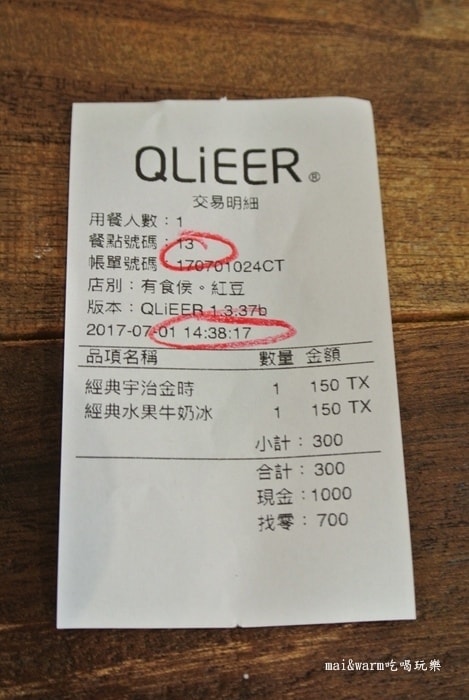 QLiEER®
交易明細
用餐人數：1
餐點號碼：13
帳單號碼：170701024CT
店別：有食侯。紅豆
版本：QLiEER 1.3.37b
2017-07-01 14:38:17
品項名稱 數量 金額
經典宇治金時 1 150 TX
經典水果牛奶冰 1 150 TX
小計：300
合計：300
現金：1000
找零：700
mai&warm吃喝玩樂